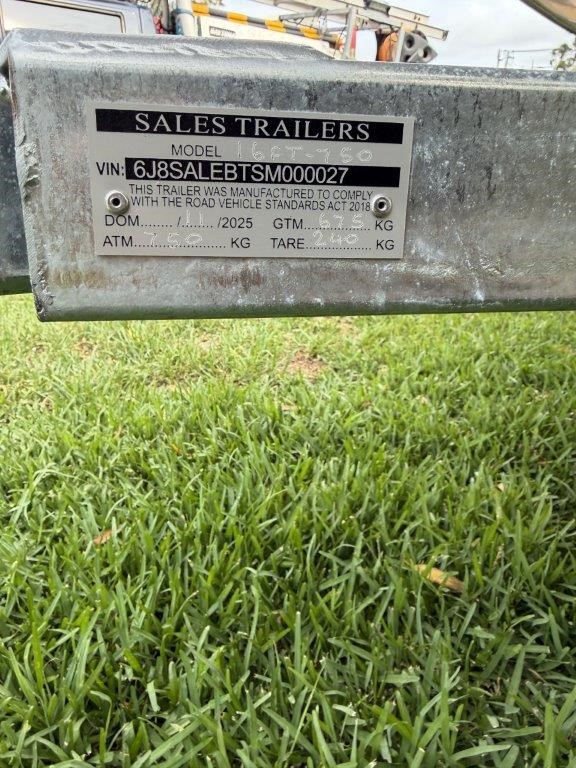 SALES TRAILERS
MODEL 16FT-750
VIN: 6J8SALEBTSM000027
THIS TRAILER WAS MANUFACTURED TO COMPLY
WITH THE ROAD VEHICLE STANDARDS ACT 2018
DOM......../...11.... /2025 GTM....675.... KG
ATM...750........ KG TARE....240....... KG